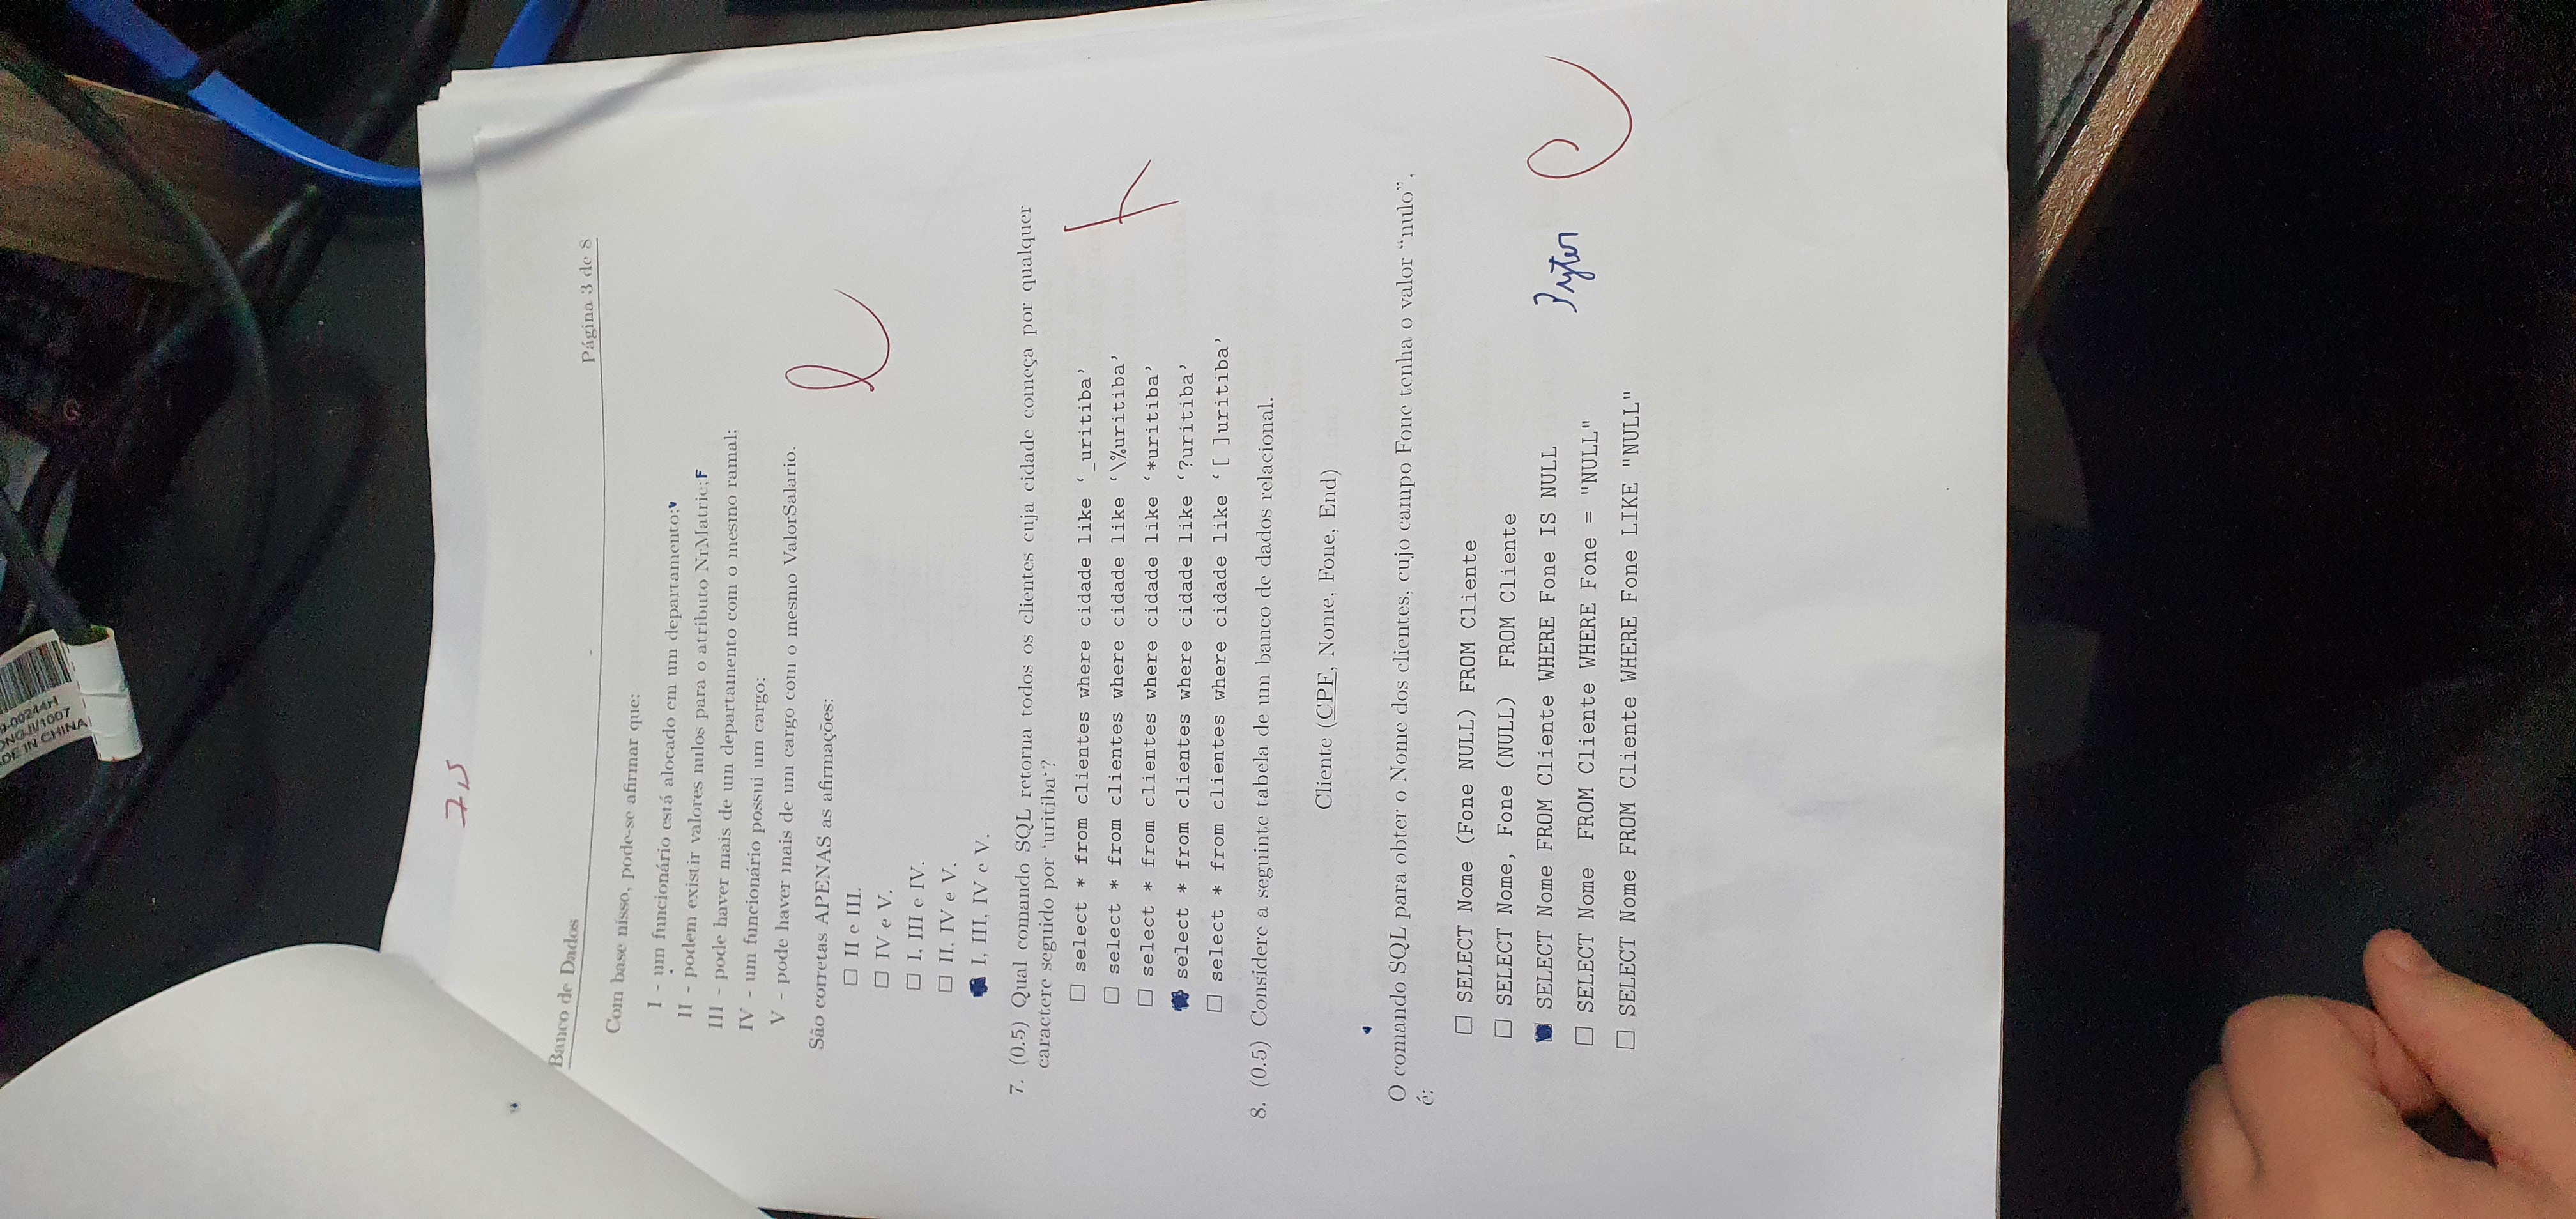 MADE IN CHINA
7,5
Banco de Dados
Página 3 de 8
Com base nisso, pode-se afirmar que:
I - um funcionário está alocado em um departamento;v
II - podem existir valores nulos para o atributo NrMatric;F
III - pode haver mais de um departamento com o mesmo ramal;
IV - um funcionário possui um cargo;
V - pode haver mais de um cargo com o mesmo ValorSalario.
São corretas APENAS as afirmações:
II e III.
IV e V.
I, III e IV.
II, IV e V.
I, III, IV e V.
7. (0.5) Qual comando SQL retorna todos os clientes cuja cidade começa por qualquer
caractere seguido por ‘uritiba‘?
select * from clientes where cidade like ‘_uritiba’
select * from clientes where cidade like ‘\%uritiba’
select * from clientes where cidade like ‘*uritiba’
select * from clientes where cidade like ‘?uritiba’
select * from clientes where cidade like ‘[ ]uritiba’
8. (0.5) Considere a seguinte tabela de um banco de dados relacional.
Cliente (CPF, Nome, Fone, End)
O comando SQL para obter o Nome dos clientes, cujo campo Fone tenha o valor “nulo”,
é:
SELECT Nome (Fone NULL) FROM Cliente
SELECT Nome, Fone (NULL) FROM Cliente
SELECT Nome FROM Cliente WHERE Fone IS NULL
SELECT Nome FROM Cliente WHERE Fone = "NULL"
SELECT Nome FROM Cliente WHERE Fone LIKE "NULL"